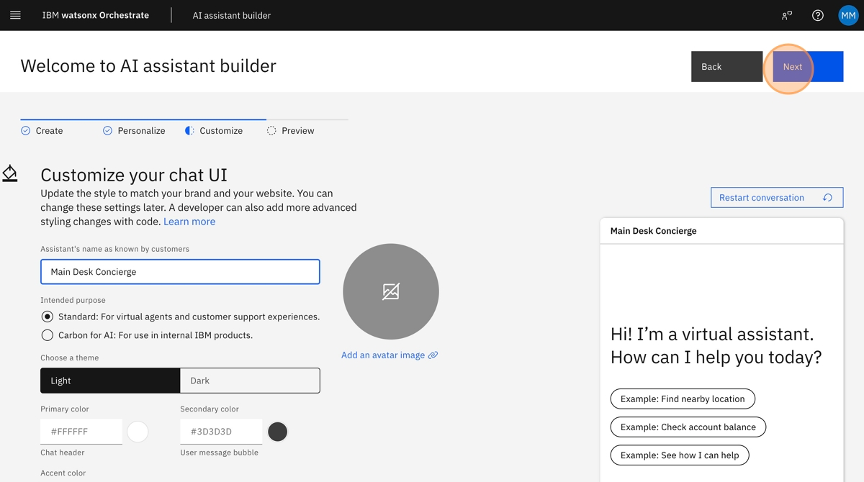 IBM watsonx Orchestrate
AI assistant builder
MM
Welcome to AI assistant builder
Back
Next
Create
Personalize
Customize
Preview
Customize your chat UI
Update the style to match your brand and your website. You can
change these settings later. A developer can also add more advanced
styling changes with code. Learn more
Assistant's name as known by customers
Main Desk Concierge
Intended purpose
Standard: For virtual agents and customer support experiences.
Carbon for AI: For use in internal IBM products.
Add an avatar image
Choose a theme
Light
Dark
Primary color
Secondary color
#FFFFFF
#3D3D3D
Chat header
User message bubble
Accent color
Restart conversation
Main Desk Concierge
Hi! I'm a virtual assistant.
How can I help you today?
Example: Find nearby location
Example: Check account balance
Example: See how I can help